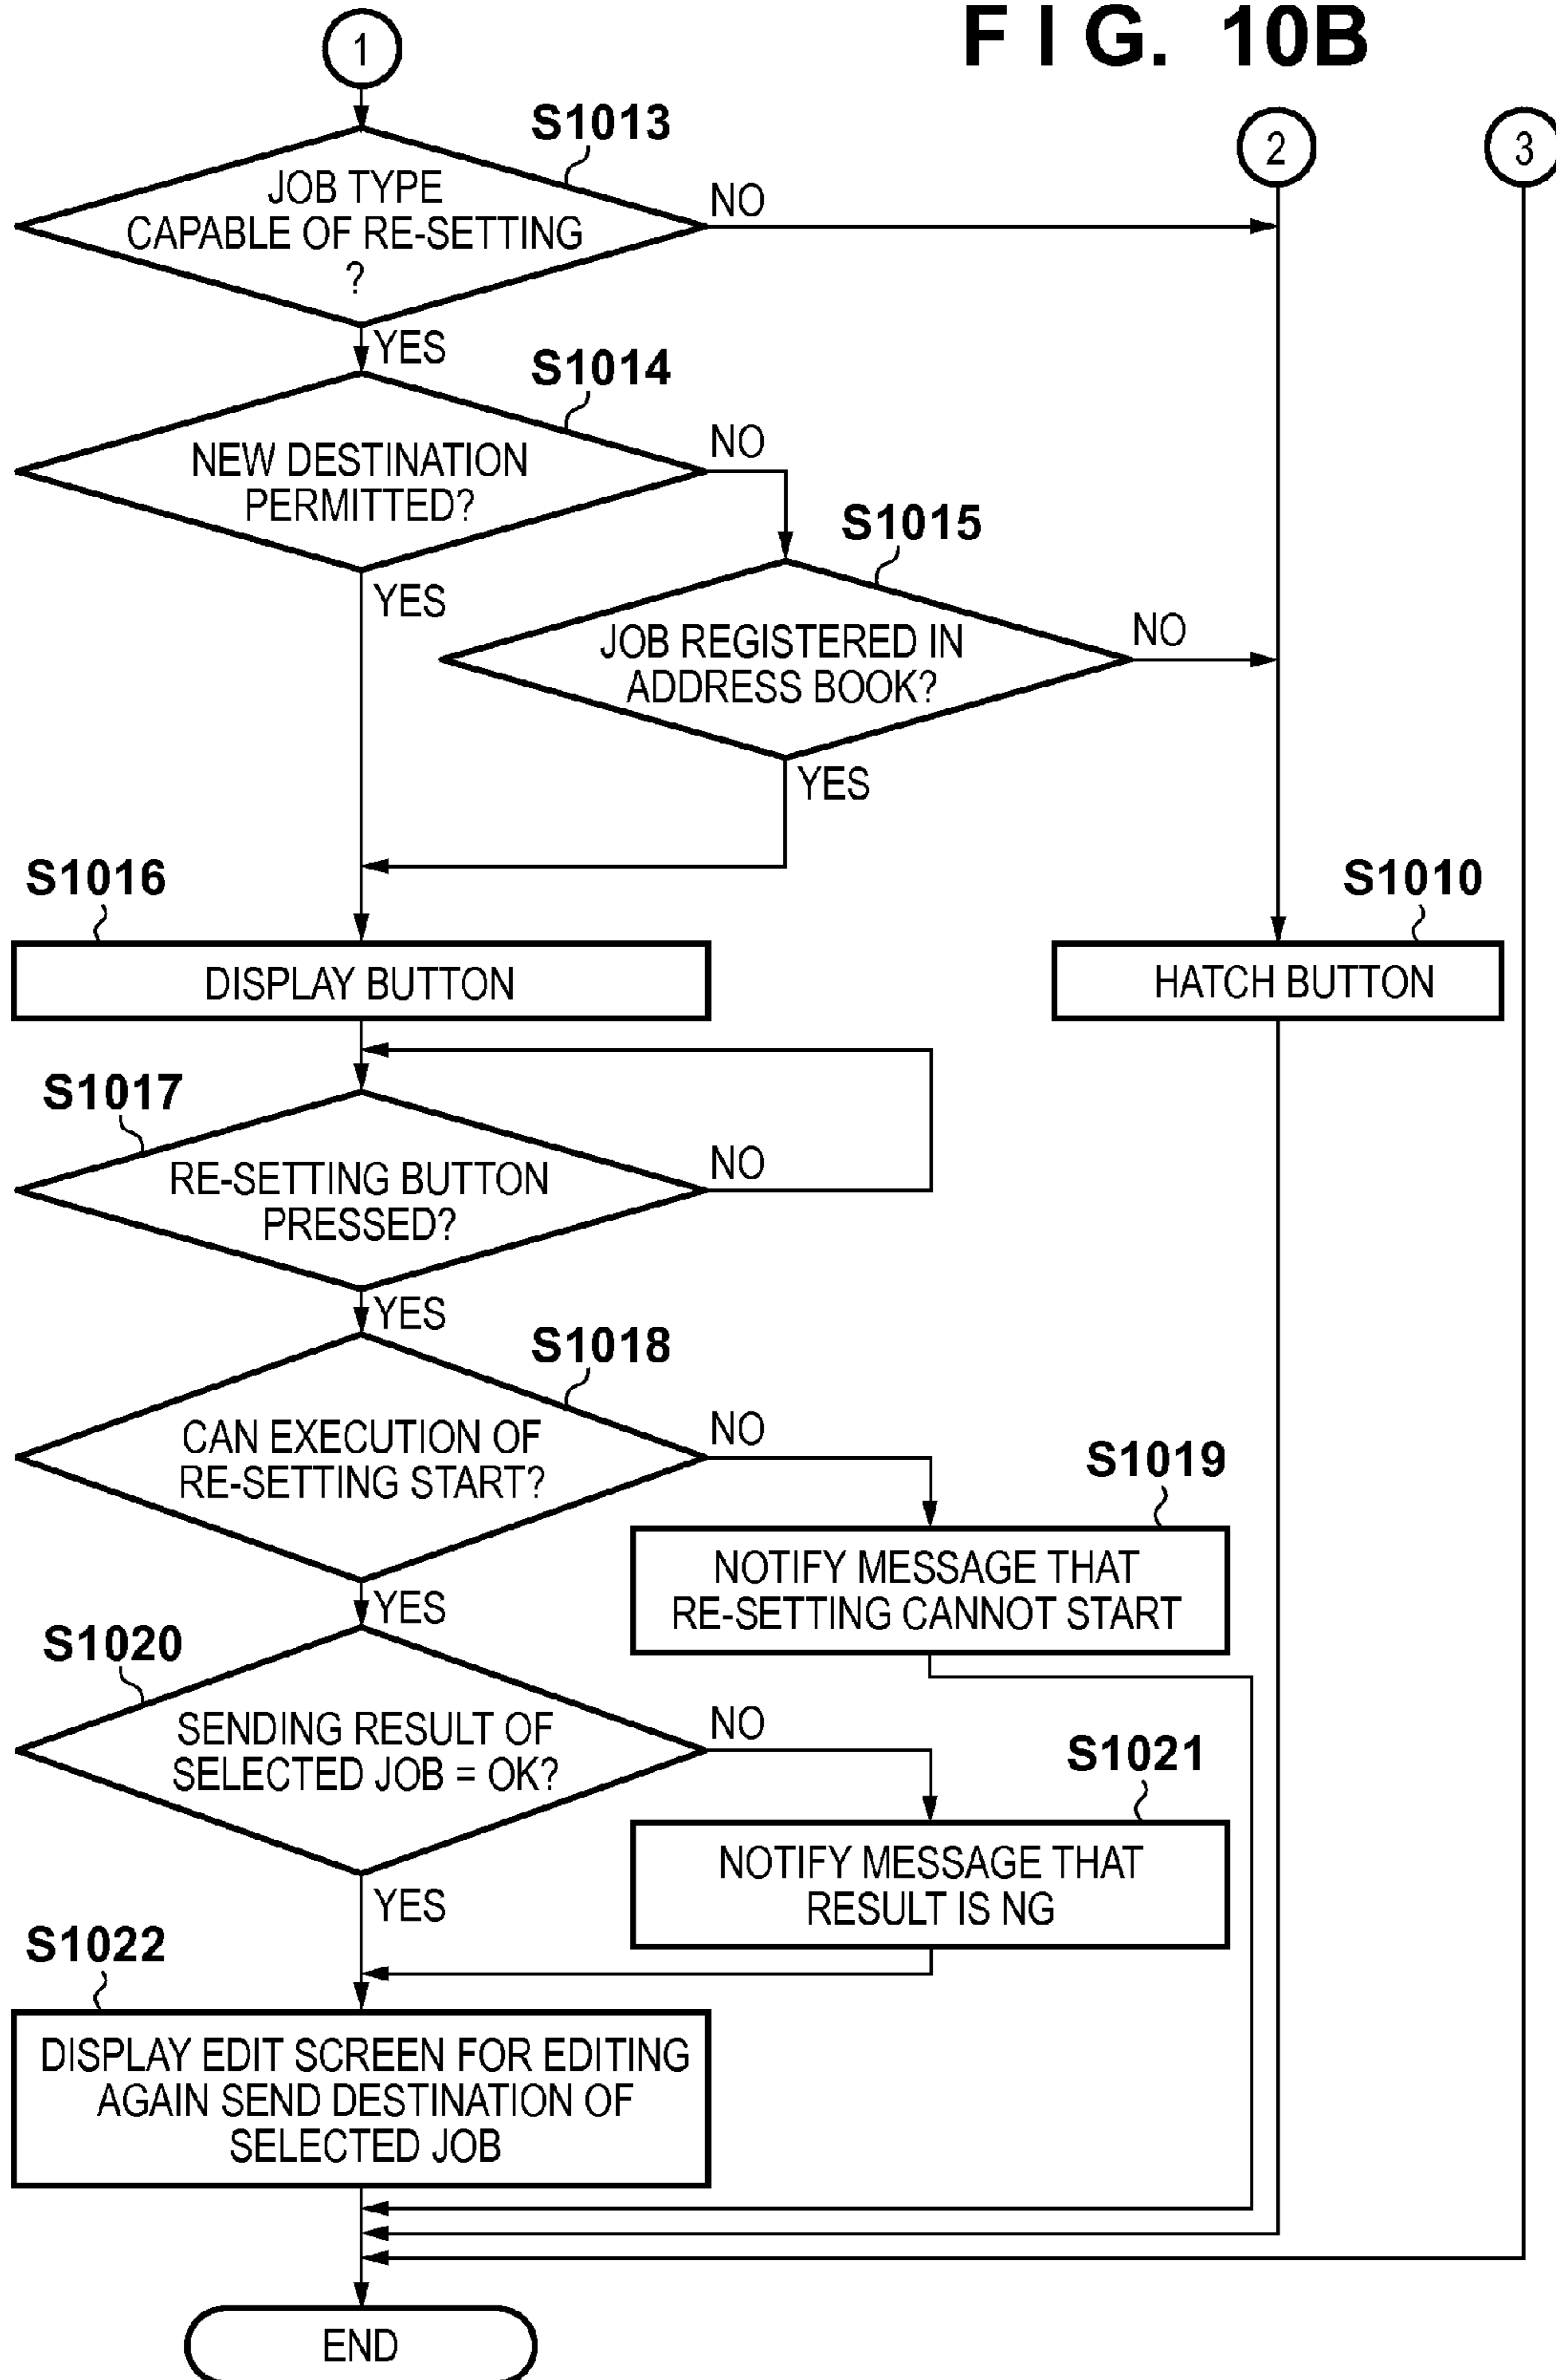 FIG. 10B
1
2
3
S1013
JOB TYPE
CAPABLE OF RE-SETTING
?
NO
YES
S1014
NEW DESTINATION
PERMITTED?
NO
YES
S1015
JOB REGISTERED IN
ADDRESS BOOK?
NO
YES
S1016
DISPLAY BUTTON
S1010
HATCH BUTTON
S1017
RE-SETTING BUTTON
PRESSED?
NO
YES
S1018
CAN EXECUTION OF
RE-SETTING START?
NO
YES
S1019
NOTIFY MESSAGE THAT
RE-SETTING CANNOT START
S1020
SENDING RESULT OF
SELECTED JOB = OK?
NO
YES
S1021
NOTIFY MESSAGE THAT
RESULT IS NG
S1022
DISPLAY EDIT SCREEN FOR EDITING
AGAIN SEND DESTINATION OF
SELECTED JOB
END